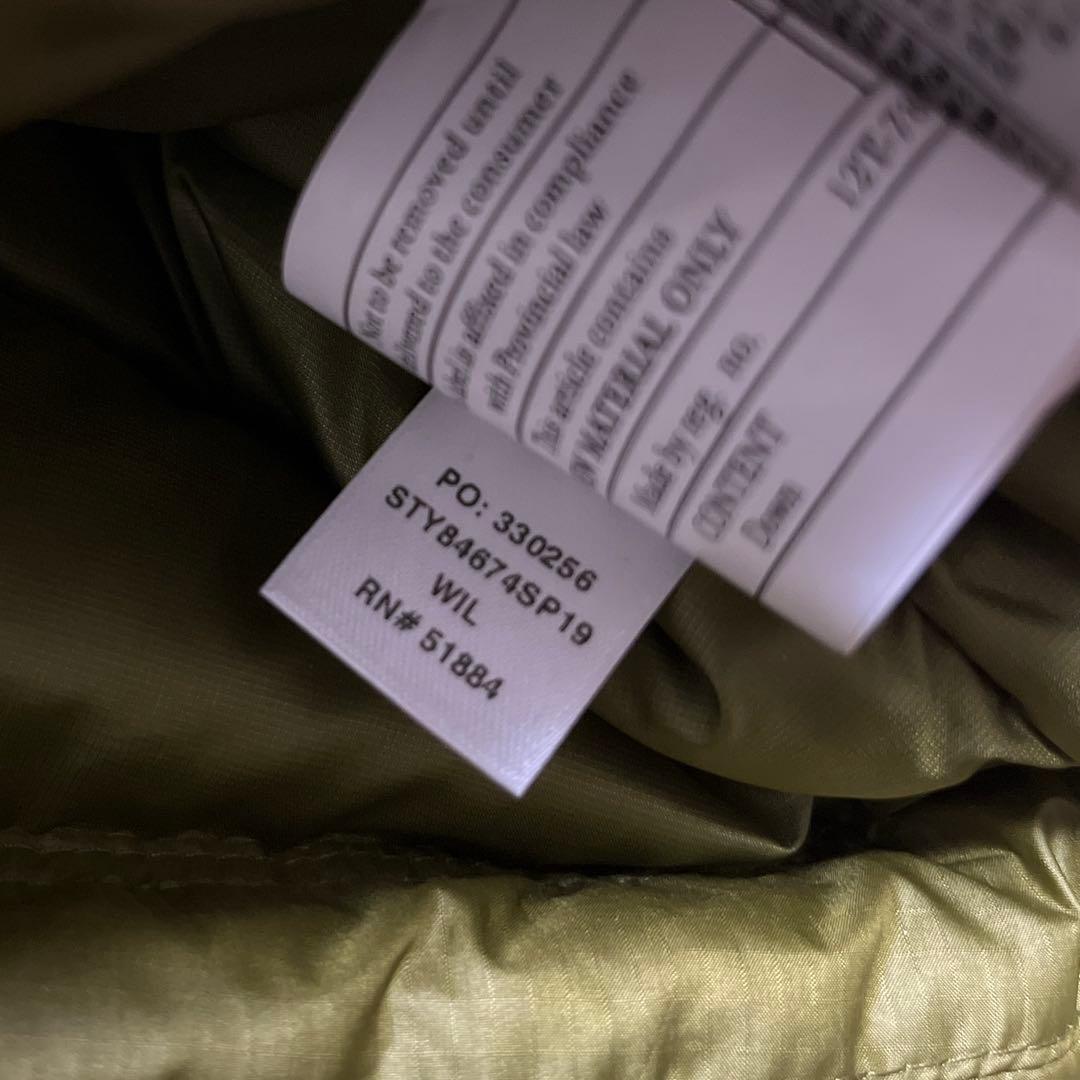 Not to be removed until
delivered to the consumer
Label is affixed in compliance
with Provincial law
This article contains
MATERIAL ONLY
Made by reg. no.
CONTENT
Down
PO: 330256
STY84674SP19
WIL
RN# 51884